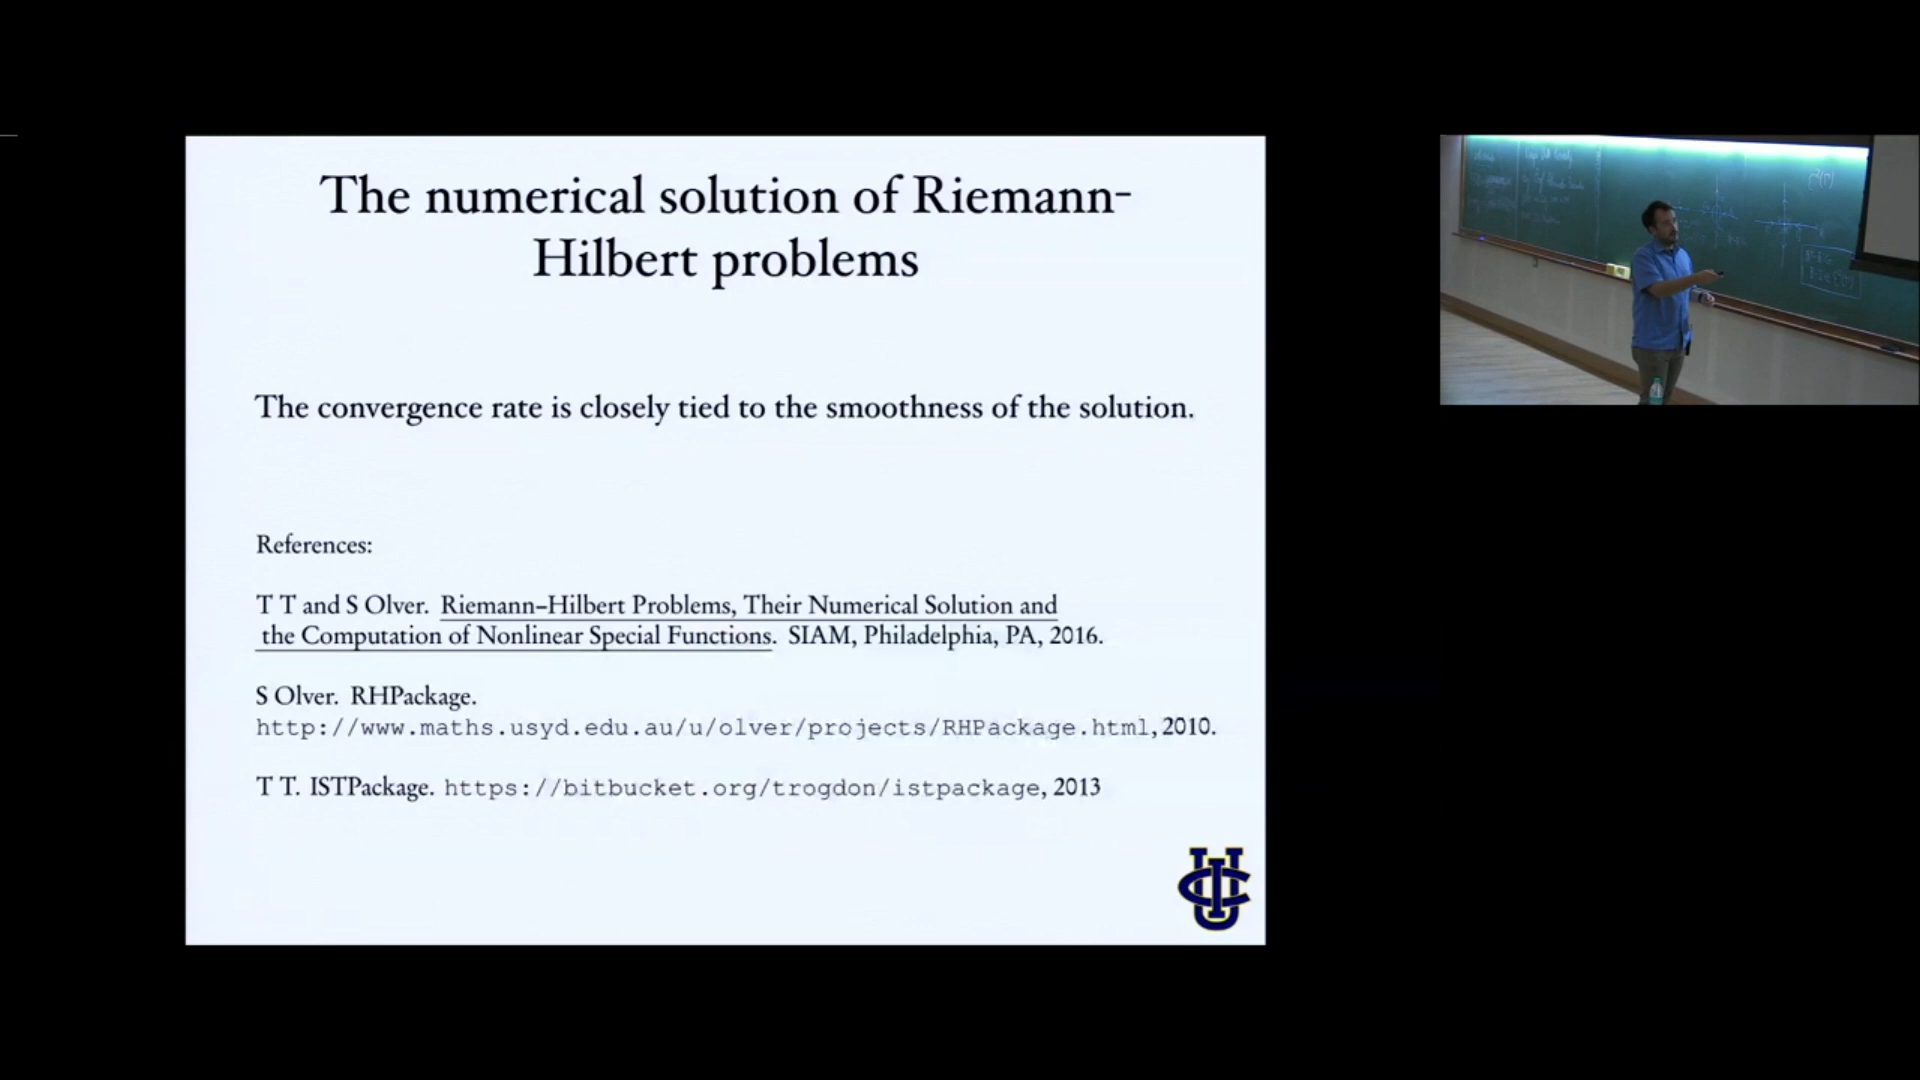 The numerical solution of Riemann-
Hilbert problems
The convergence rate is closely tied to the smoothness of the solution.
References:
T T and S Olver. Riemann–Hilbert Problems, Their Numerical Solution and
the Computation of Nonlinear Special Functions. SIAM, Philadelphia, PA, 2016.
S Olver. RHPackage.
http://www.maths.usyd.edu.au/u/olver/projects/RHPackage.html, 2010.
T T. ISTPackage. https://bitbucket.org/trogdon/istpackage, 2013
UCI